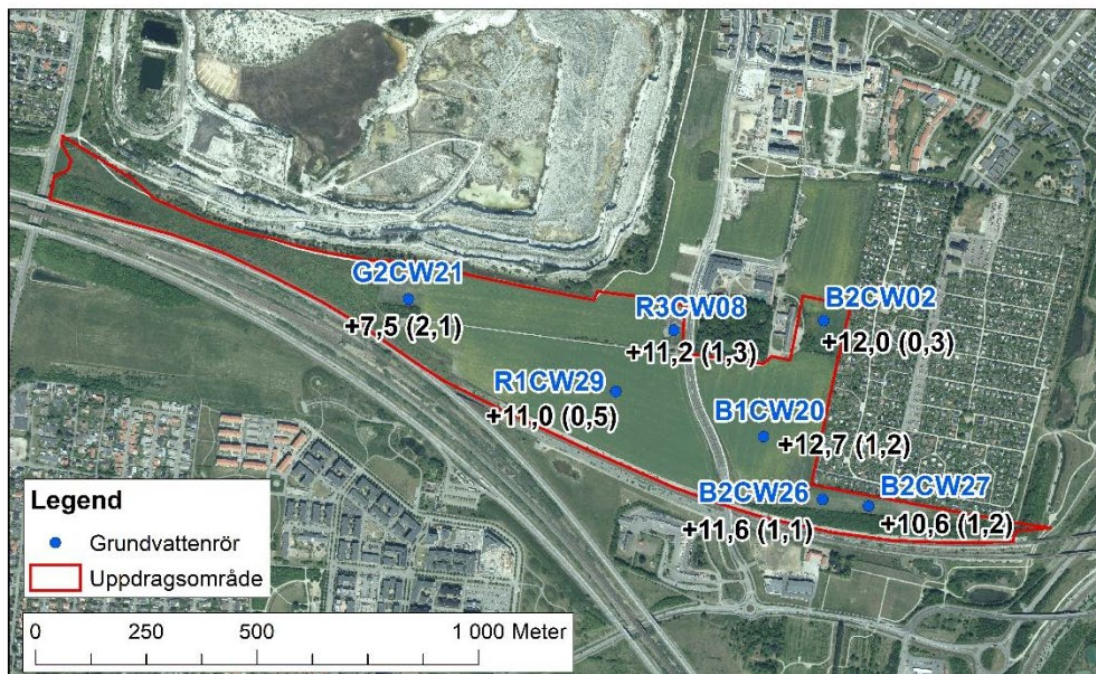 G2CW21
+7,5 (2,1)
R3CW08
+11,2 (1,3)
B2CW02
+12,0 (0,3)
R1CW29
+11,0 (0,5)
B1CW20
+12,7 (1,2)
B2CW26
+11,6 (1,1)
B2CW27
+10,6 (1,2)
Legend
Grundvattenrör
Uppdragsområde
0 250 500 1 000 Meter